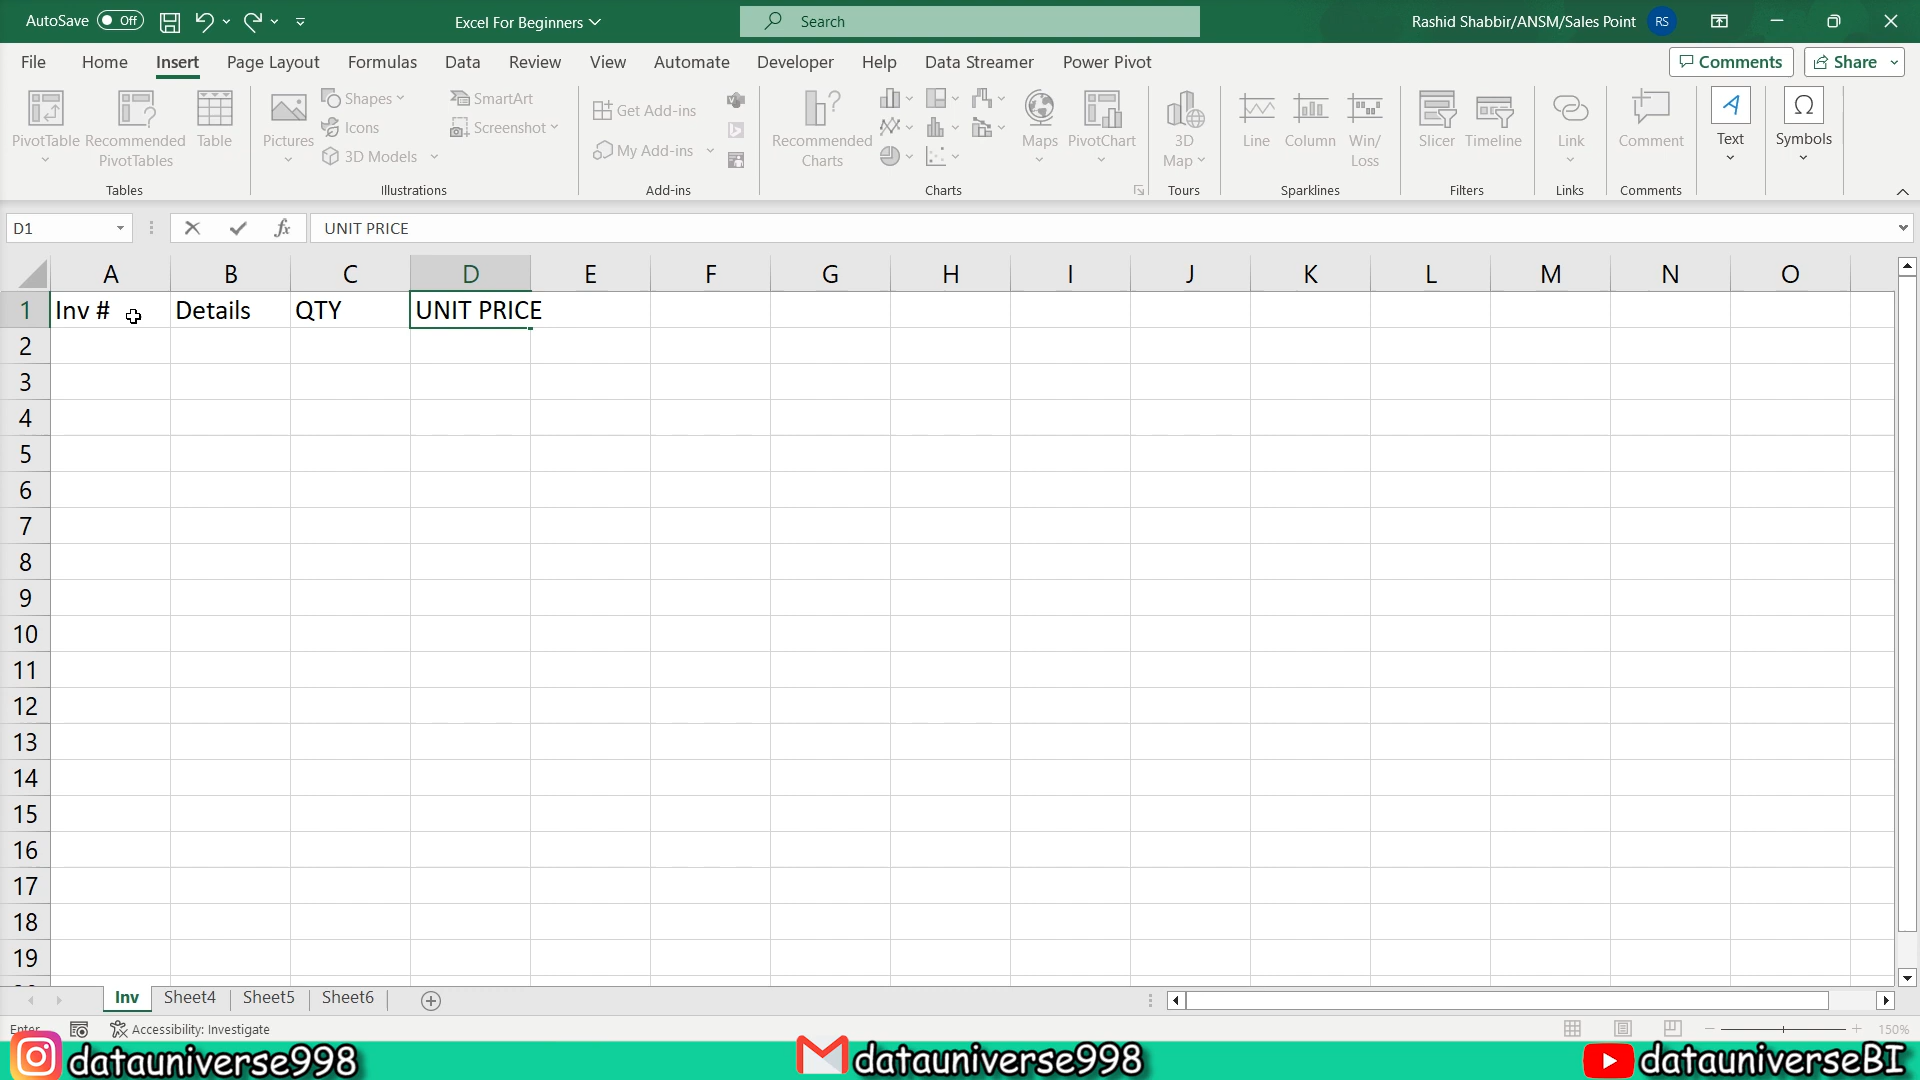 AutoSave Off Excel For Beginners Search Rashid Shabbir/ANSM/Sales Point RS
File Home Insert Page Layout Formulas Data Review View Automate Developer Help Data Streamer Power Pivot Comments Share
PivotTable Recommended PivotTables Table
Pictures Shapes Icons 3D Models SmartArt Screenshot
Get Add-ins My Add-ins
Recommended Charts Maps PivotChart
3D Map Line Column Win/Loss
Slicer Timeline Link Comment Text Symbols
Tables Illustrations Add-ins Charts Tours Sparklines Filters Links Comments
D1 fx UNIT PRICE
A B C D E F G H I J K L M N O
1 Inv # Details QTY UNIT PRICE
2
3
4
5
6
7
8
9
10
11
12
13
14
15
16
17
18
19
Inv Sheet4 Sheet5 Sheet6
Enter Accessibility: Investigate 150%
datauniverse998 datauniverse998 datauniverseBI